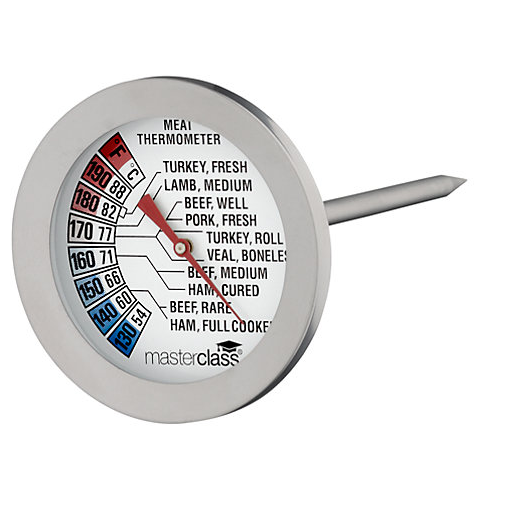 MEAT
THERMOMETER
°F °C
190 88
180 82
170 77
160 71
150 66
140 60
130 54
TURKEY, FRESH
LAMB, MEDIUM
BEEF, WELL
PORK, FRESH
TURKEY, ROLL
VEAL, BONELES
BEEF, MEDIUM
HAM, CURED
BEEF, RARE
HAM, FULL COOKE
masterclass®